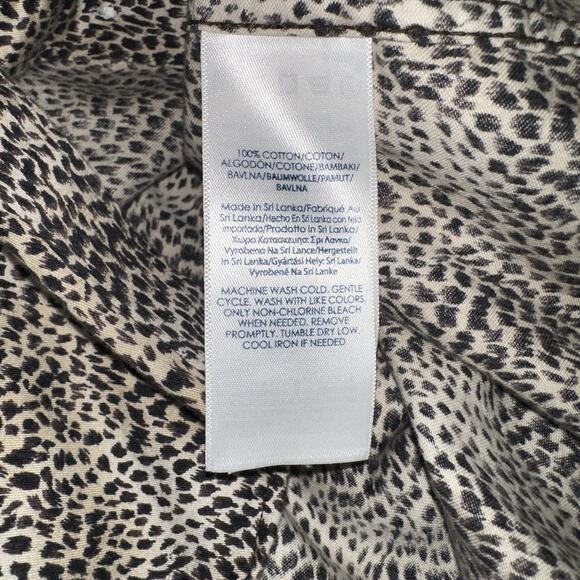 100% COTTON/COTON/
ALGODÓN/COTONE/BAMBAKI/
BAVLNA/BAUMWOLLE/PAMUT/
BAVLNA
Made In Sri Lanka/Fabriqué Au
Sri Lanka/Hecho En Sri Lanka con tela
importada/Prodotto In Sri Lanka/
Χωρα Κατασκευησ: Σρι Λανκα/
Vyrobeno Na Sri Lance/Hergestellt
In Sri Lanka/Gyártási Hely: Sri Lanka/
Vyrobené Na Sri Lanke
MACHINE WASH COLD. GENTLE
CYCLE. WASH WITH LIKE COLORS.
ONLY NON-CHLORINE BLEACH
WHEN NEEDED. REMOVE
PROMPTLY. TUMBLE DRY LOW.
COOL IRON IF NEEDED